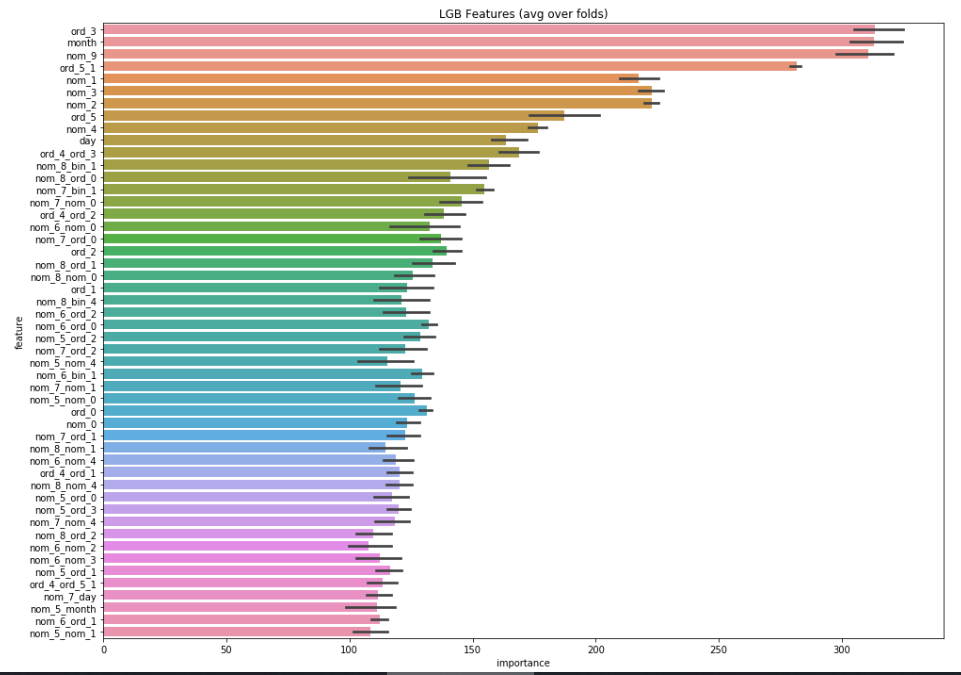 LGB Features (avg over folds)
ord_3
month
nom_9
ord_5_1
nom_1
nom_3
nom_2
ord_5
nom_4
day
ord_4_ord_3
nom_8_bin_1
nom_8_ord_0
nom_7_bin_1
nom_7_nom_0
ord_4_ord_2
nom_6_nom_0
nom_7_ord_0
ord_2
nom_8_ord_1
nom_8_nom_0
ord_1
nom_8_bin_4
nom_6_ord_2
nom_6_ord_0
nom_5_ord_2
nom_7_ord_2
nom_5_nom_4
nom_6_bin_1
nom_7_nom_1
nom_5_nom_0
ord_0
nom_0
nom_7_ord_1
nom_8_nom_1
nom_6_nom_4
ord_4_ord_1
nom_8_nom_4
nom_5_ord_0
nom_5_ord_3
nom_7_nom_4
nom_8_ord_2
nom_6_nom_2
nom_6_nom_3
nom_5_ord_1
ord_4_ord_5_1
nom_7_day
nom_5_month
nom_6_ord_1
nom_5_nom_1
feature
0 50 100 150 200 250 300
importance